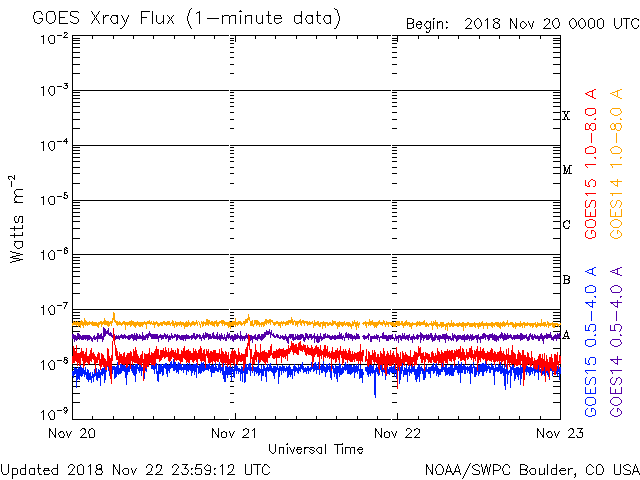 GOES Xray Flux (1-minute data)
Begin: 2018 Nov 20 0000 UTC
10⁻²
10⁻²
10⁻³
10⁻⁴
10⁻⁵
10⁻⁶
10⁻⁷
10⁻⁸
10⁻⁹
Watts m⁻²
X
M
C
B
A
GOES15 1.0-8.0 A
GOES14 1.0-8.0 A
GOES15 0.5-4.0 A
GOES14 0.5-4.0 A
Nov 20 Nov 21 Nov 22 Nov 23
Universal Time
Updated 2018 Nov 22 23:59:12 UTC
NOAA/SWPC Boulder, CO USA